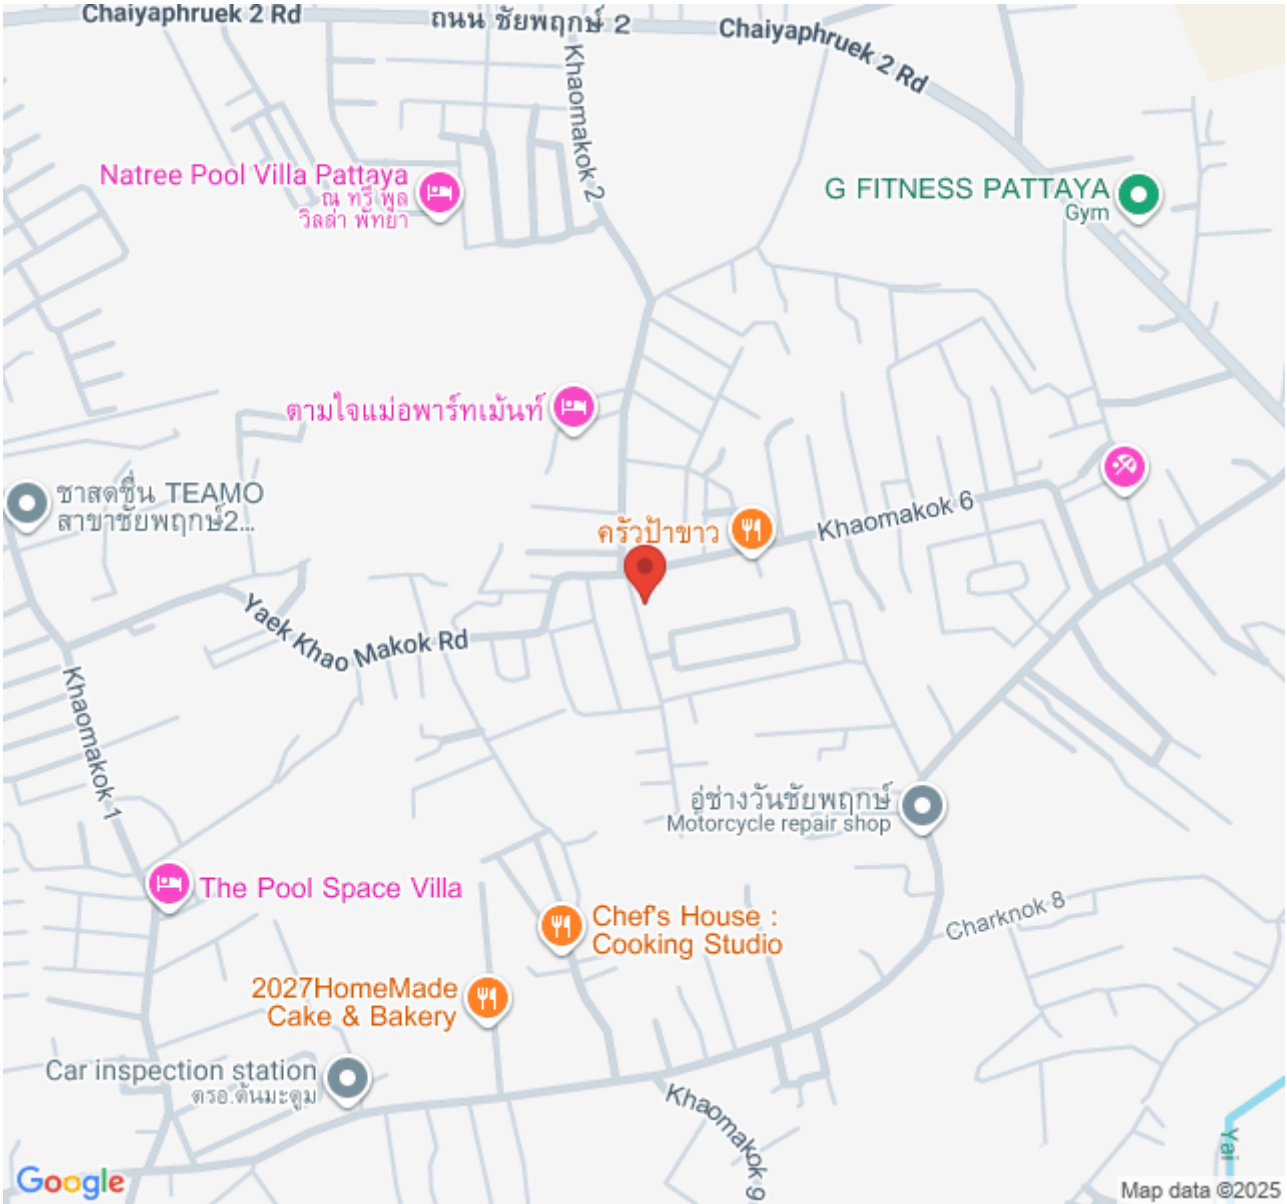 Chaiyaphruek 2 Rd
ถนน ชัยพฤกษ์ 2
Chaiyaphruek 2 Rd
Khaomakok 2
Natree Pool Villa Pattaya
ณ ทรี พูล
วิลล่า พัทยา
G FITNESS PATTAYA
Gym
ตามใจแม่อพาร์ทเม้นท์
ชาสดชื่น TEAMO
สาขาชัยพฤกษ์2...
ครัวป้าขาว
Khaomakok 6
Yaek Khao Makok Rd
Khaomakok 1
อู่ช่างวันชัยพฤกษ์
Motorcycle repair shop
The Pool Space Villa
Chef's House :
Cooking Studio
Charknok 8
2027HomeMade
Cake & Bakery
Car inspection station
ตรอ.ต้นมะตูม
Khaomakok 9
Yai
Google
Map data ©2025